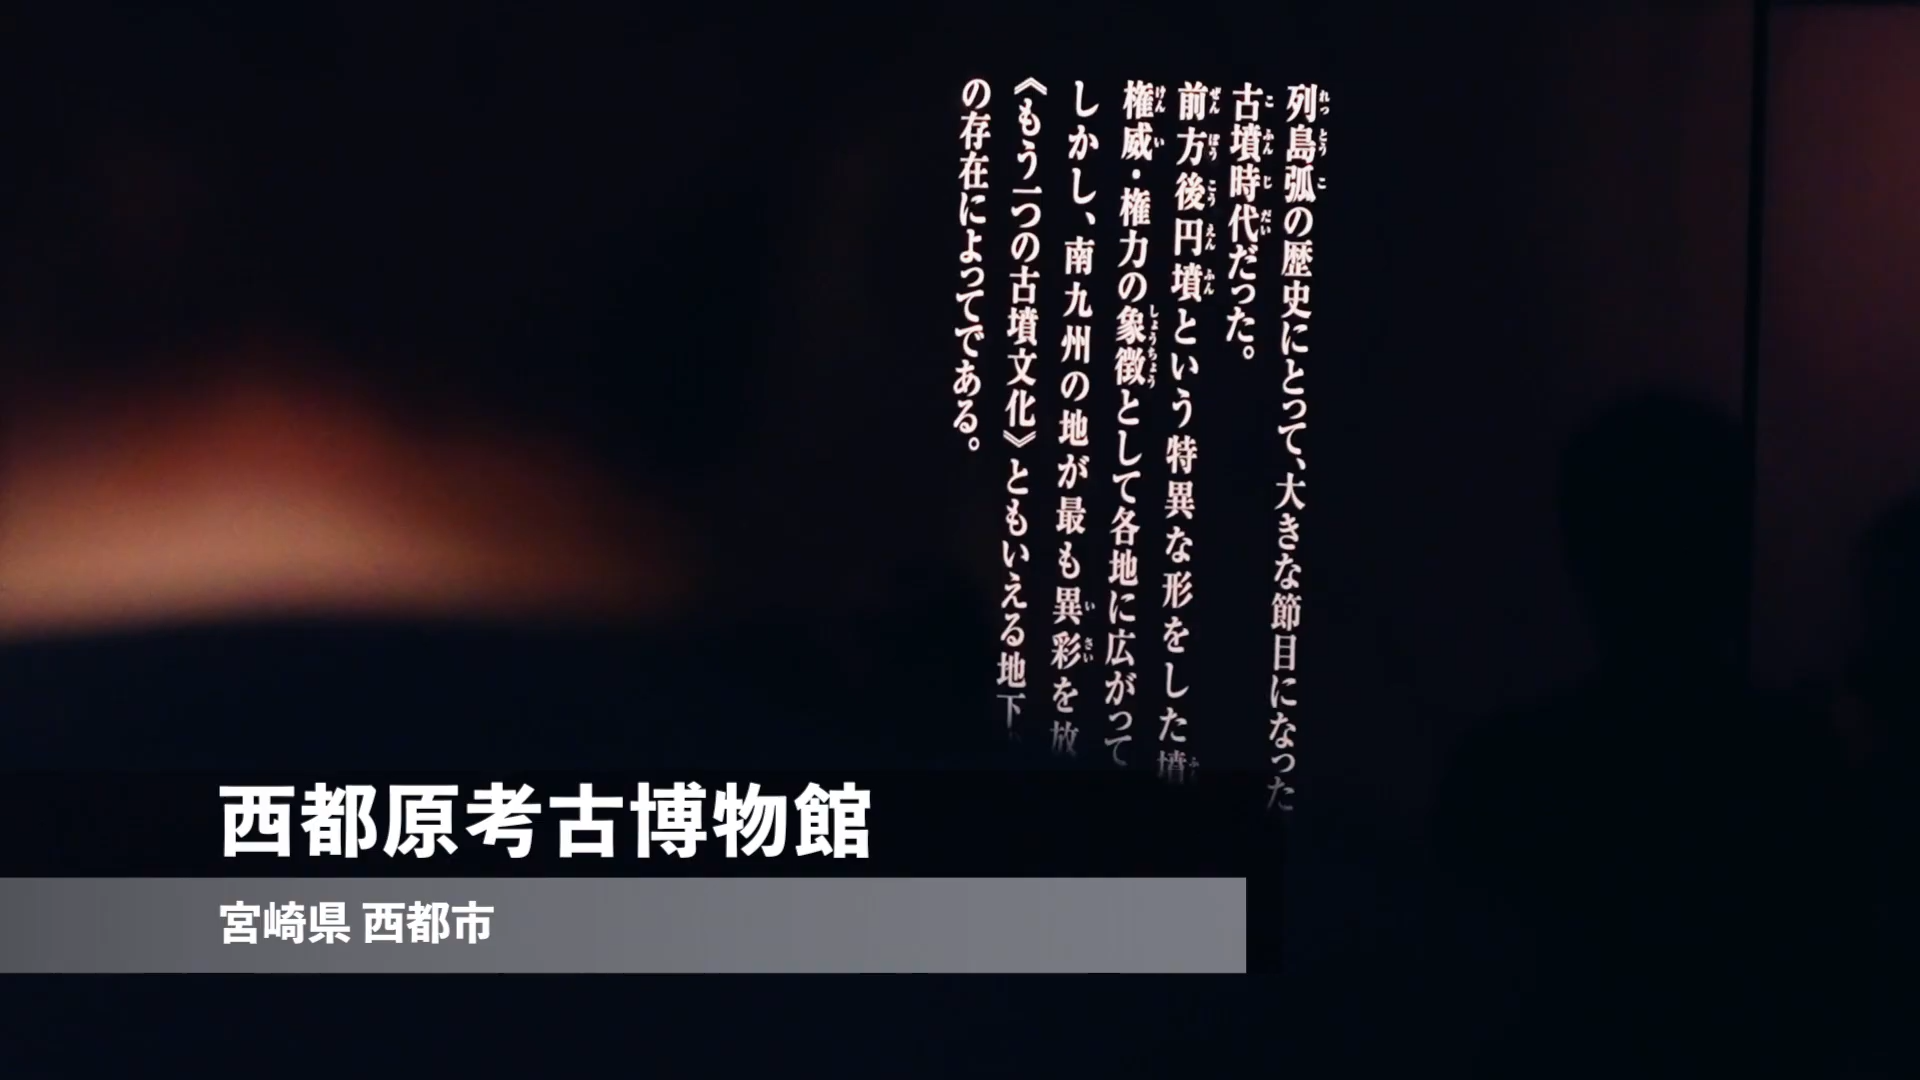 列島弧の歴史にとって、大きな節目になった
古墳時代だった。
前方後円墳という特異な形をした墳
権威・権力の象徴として各地に広がって
しかし、南九州の地が最も異彩を放
《もう一つの古墳文化》ともいえる地下
の存在によってである。
西都原考古博物館
宮崎県 西都市